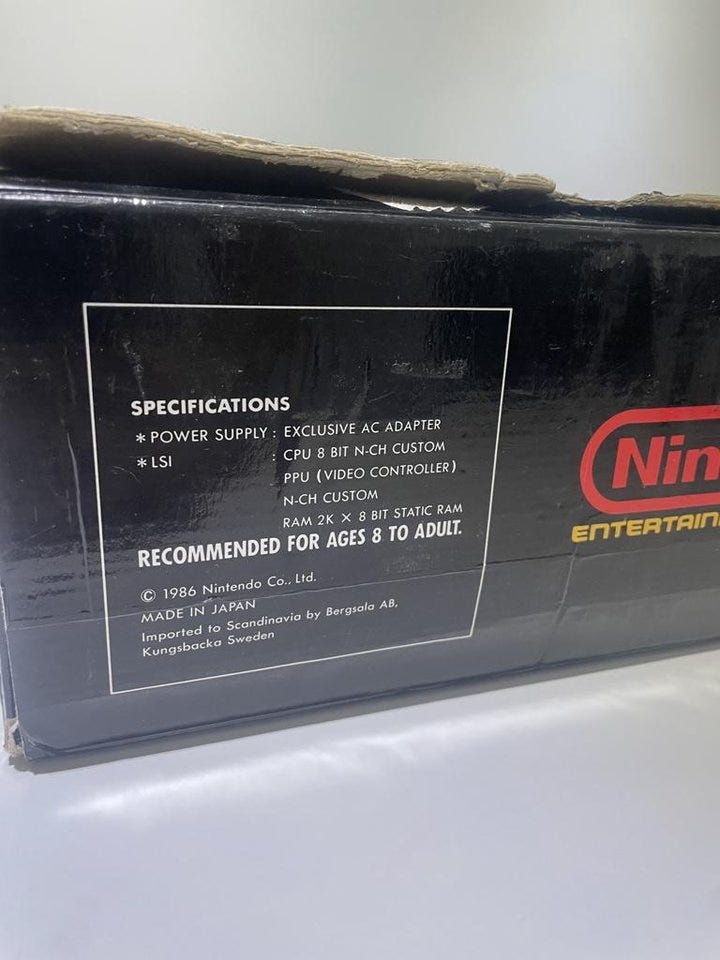 SPECIFICATIONS
* POWER SUPPLY : EXCLUSIVE AC ADAPTER
* LSI : CPU 8 BIT N-CH CUSTOM
PPU (VIDEO CONTROLLER)
N-CH CUSTOM
RAM 2K × 8 BIT STATIC RAM
RECOMMENDED FOR AGES 8 TO ADULT.
© 1986 Nintendo Co., Ltd.
MADE IN JAPAN
Imported to Scandinavia by Bergsala AB,
Kungsbacka Sweden
Nin
ENTERTAIN